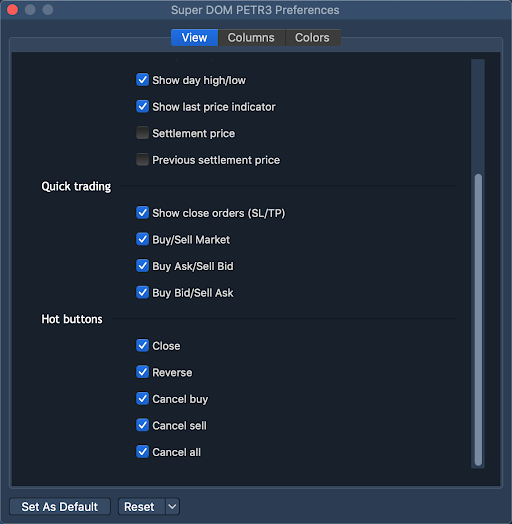 Super DOM PETR3 Preferences
View Columns Colors
Show day high/low
Show last price indicator
Settlement price
Previous settlement price
Quick trading
Show close orders (SL/TP)
Buy/Sell Market
Buy Ask/Sell Bid
Buy Bid/Sell Ask
Hot buttons
Close
Reverse
Cancel buy
Cancel sell
Cancel all
Set As Default Reset